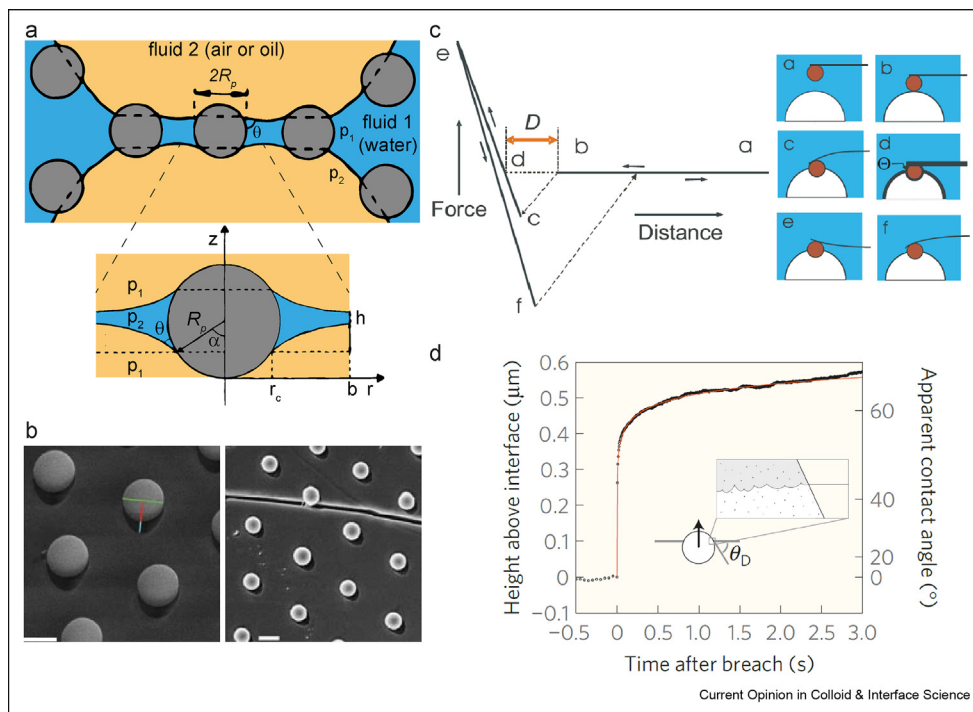 a
fluid 2 (air or oil)
2Rp
θ
p1
fluid 1
(water)
p2
z
p1
p2
θ
Rp
α
h
p1
rc
b
r
b
c
e
D
d
b
a
Force
c
Distance
f
a
b
c
d
Θ
e
f
d
Height above interface (μm)
0.6
0.5
0.4
0.3
0.2
0.1
0
-0.1
-0.5
0
0.5
1.0
1.5
2.0
2.5
3.0
Time after breach (s)
60
40
20
0
Apparent contact angle (°)
θD
Current Opinion in Colloid & Interface Science